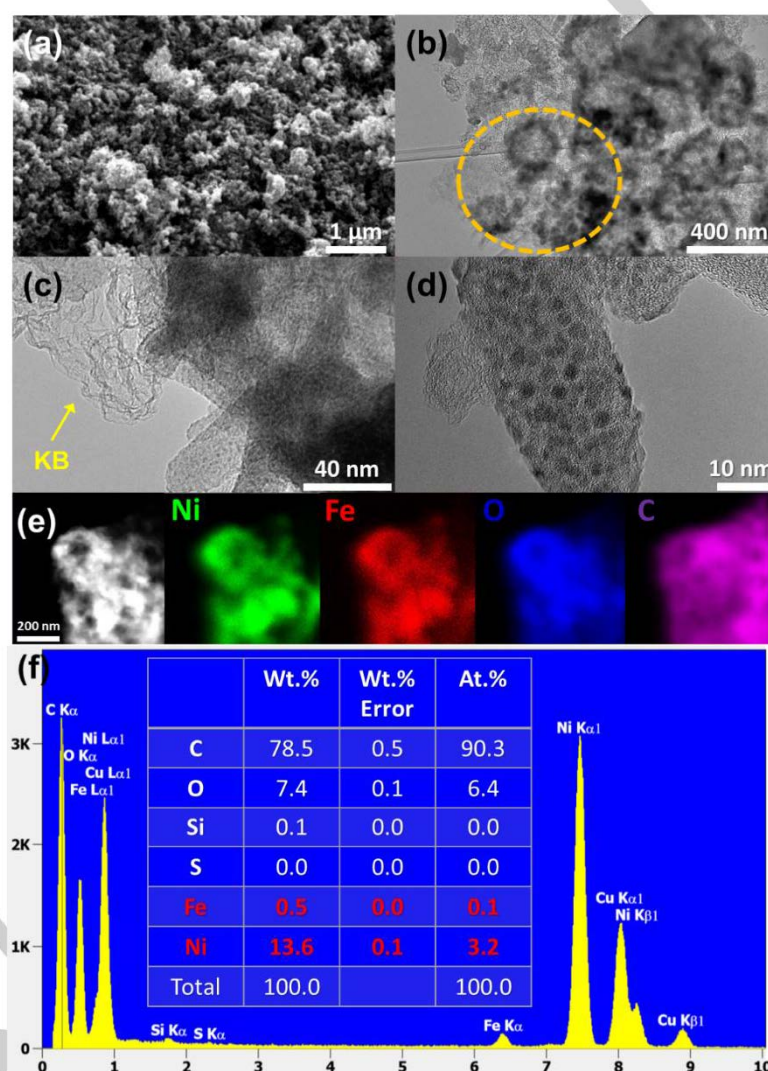 (a)
1 μm
(b)
400 nm
(c)
KB
40 nm
(d)
10 nm
(e)
Ni
Fe
O
C
200 nm
(f)
Wt.% Wt.% Error At.%
C 78.5 0.5 90.3
O 7.4 0.1 6.4
Si 0.1 0.0 0.0
S 0.0 0.0 0.0
Fe 0.5 0.0 0.1
Ni 13.6 0.1 3.2
Total 100.0 100.0
C Kα
O Kα
Ni Lα1
Cu Lα1
Fe Lα1
Si Kα
S Kα
Fe Kα
Ni Kα1
Cu Kα1
Ni Kβ1
Cu Kβ1
3K
2K
1K
0
0 1 2 3 4 5 6 7 8 9 10